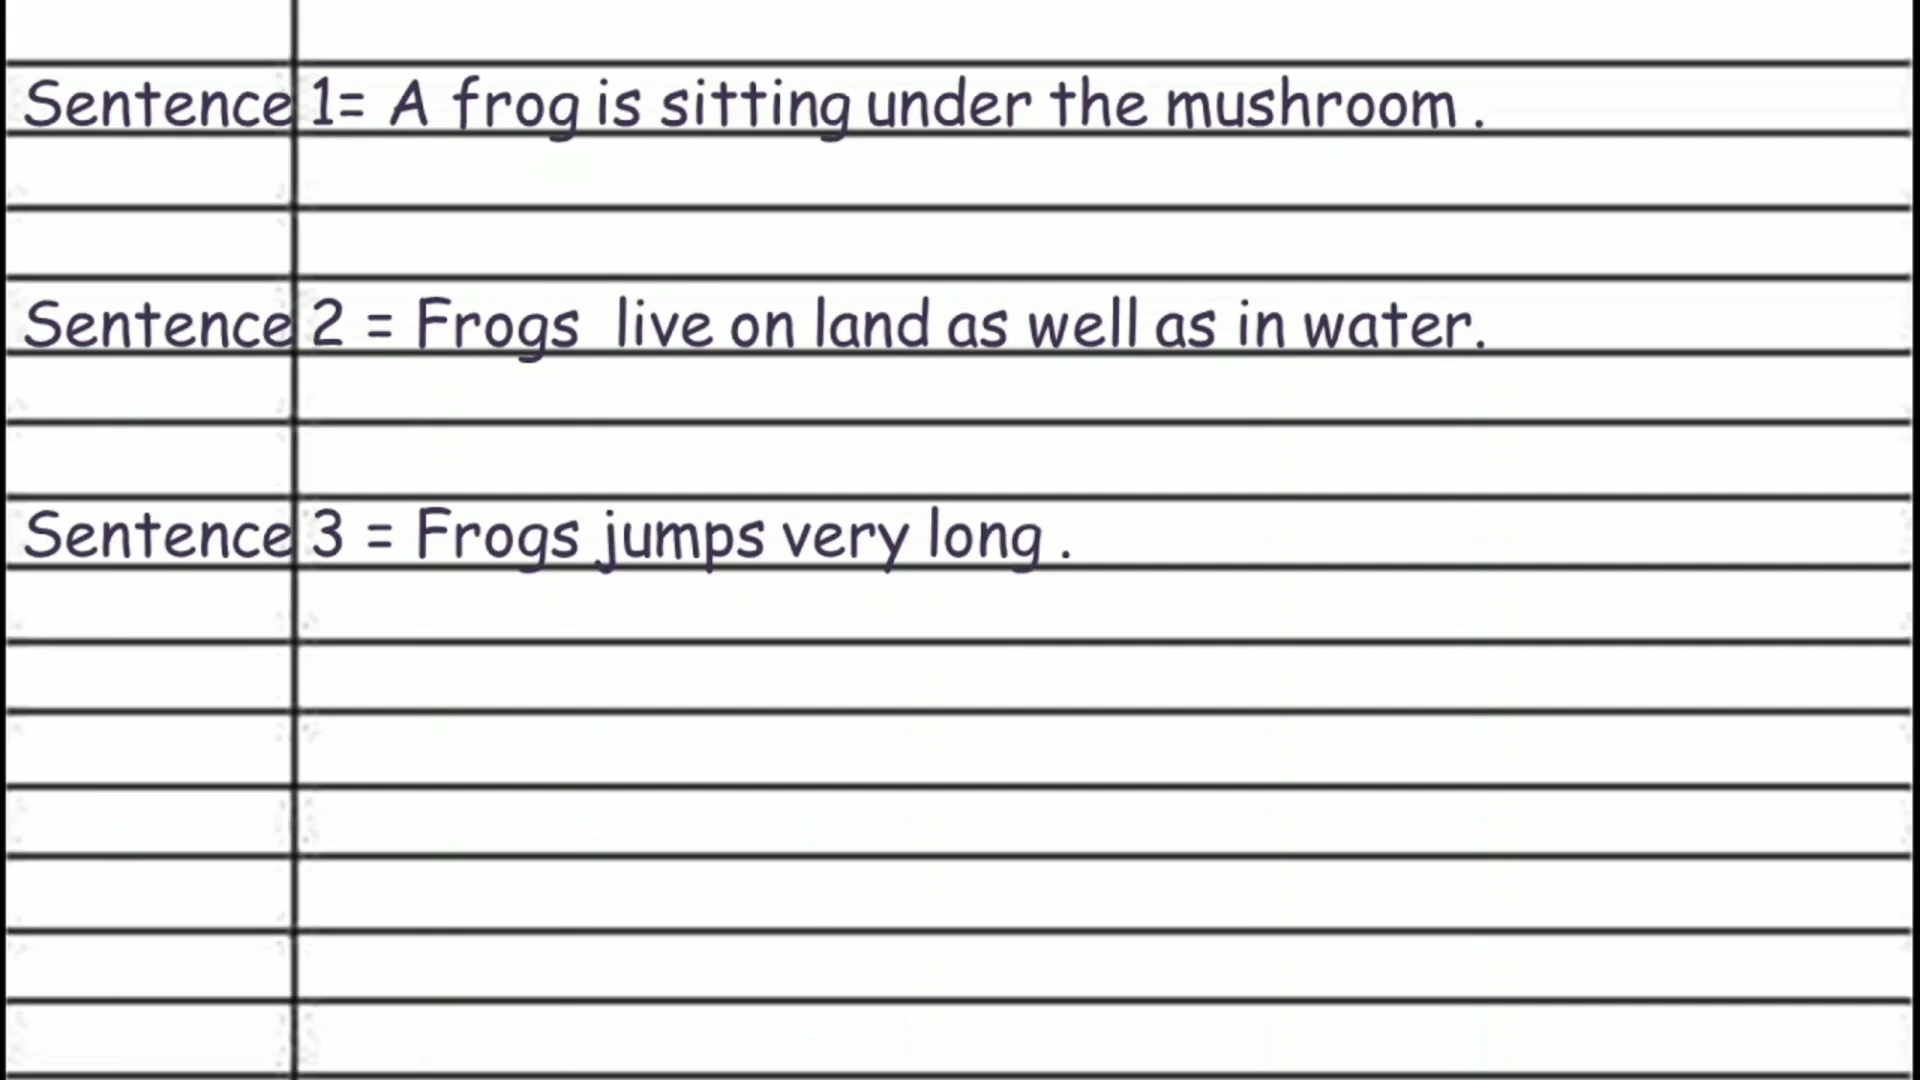 Sentence 1= A frog is sitting under the mushroom .
Sentence 2 = Frogs live on land as well as in water.
Sentence 3 = Frogs jumps very long .